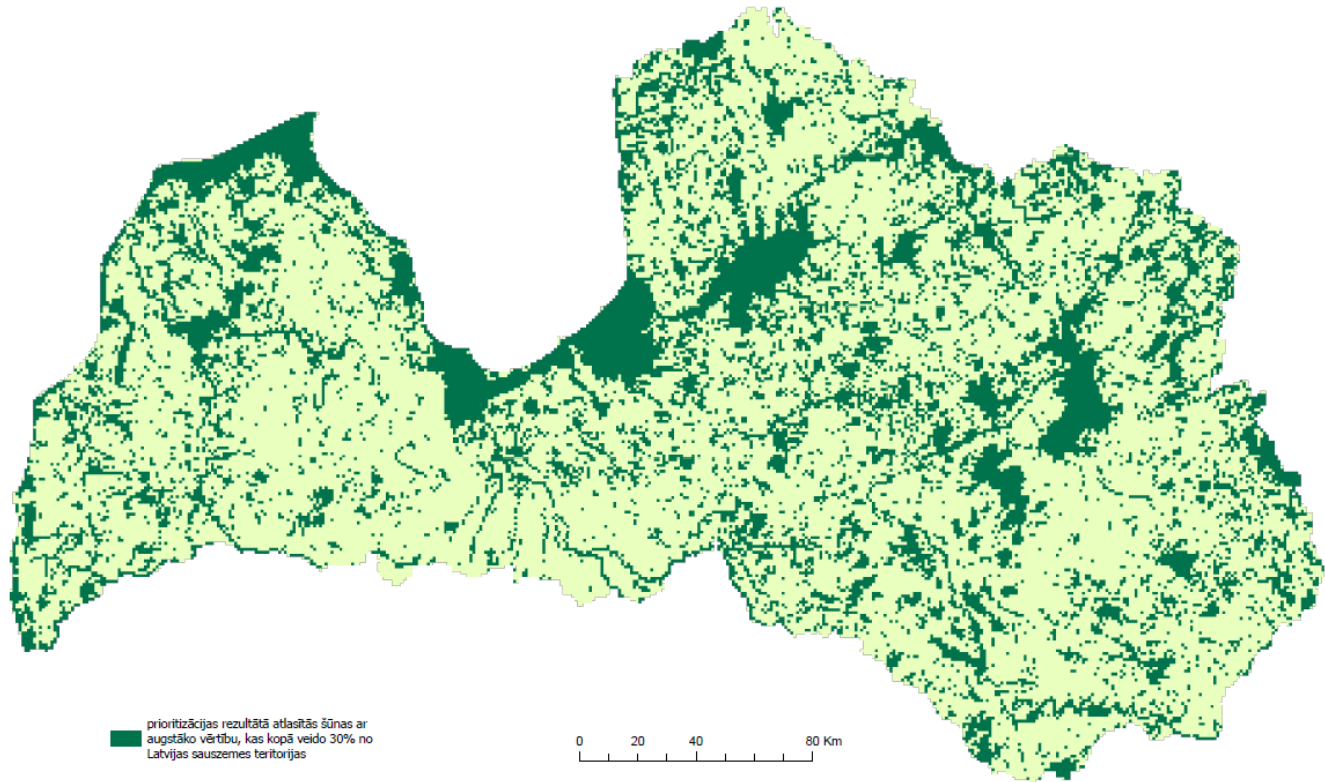 prioritizācijas rezultātā atlasītās šūnas ar
augstāko vērtību, kas kopā veido 30% no
Latvijas sauszemes teritorijas
0 20 40 80 Km